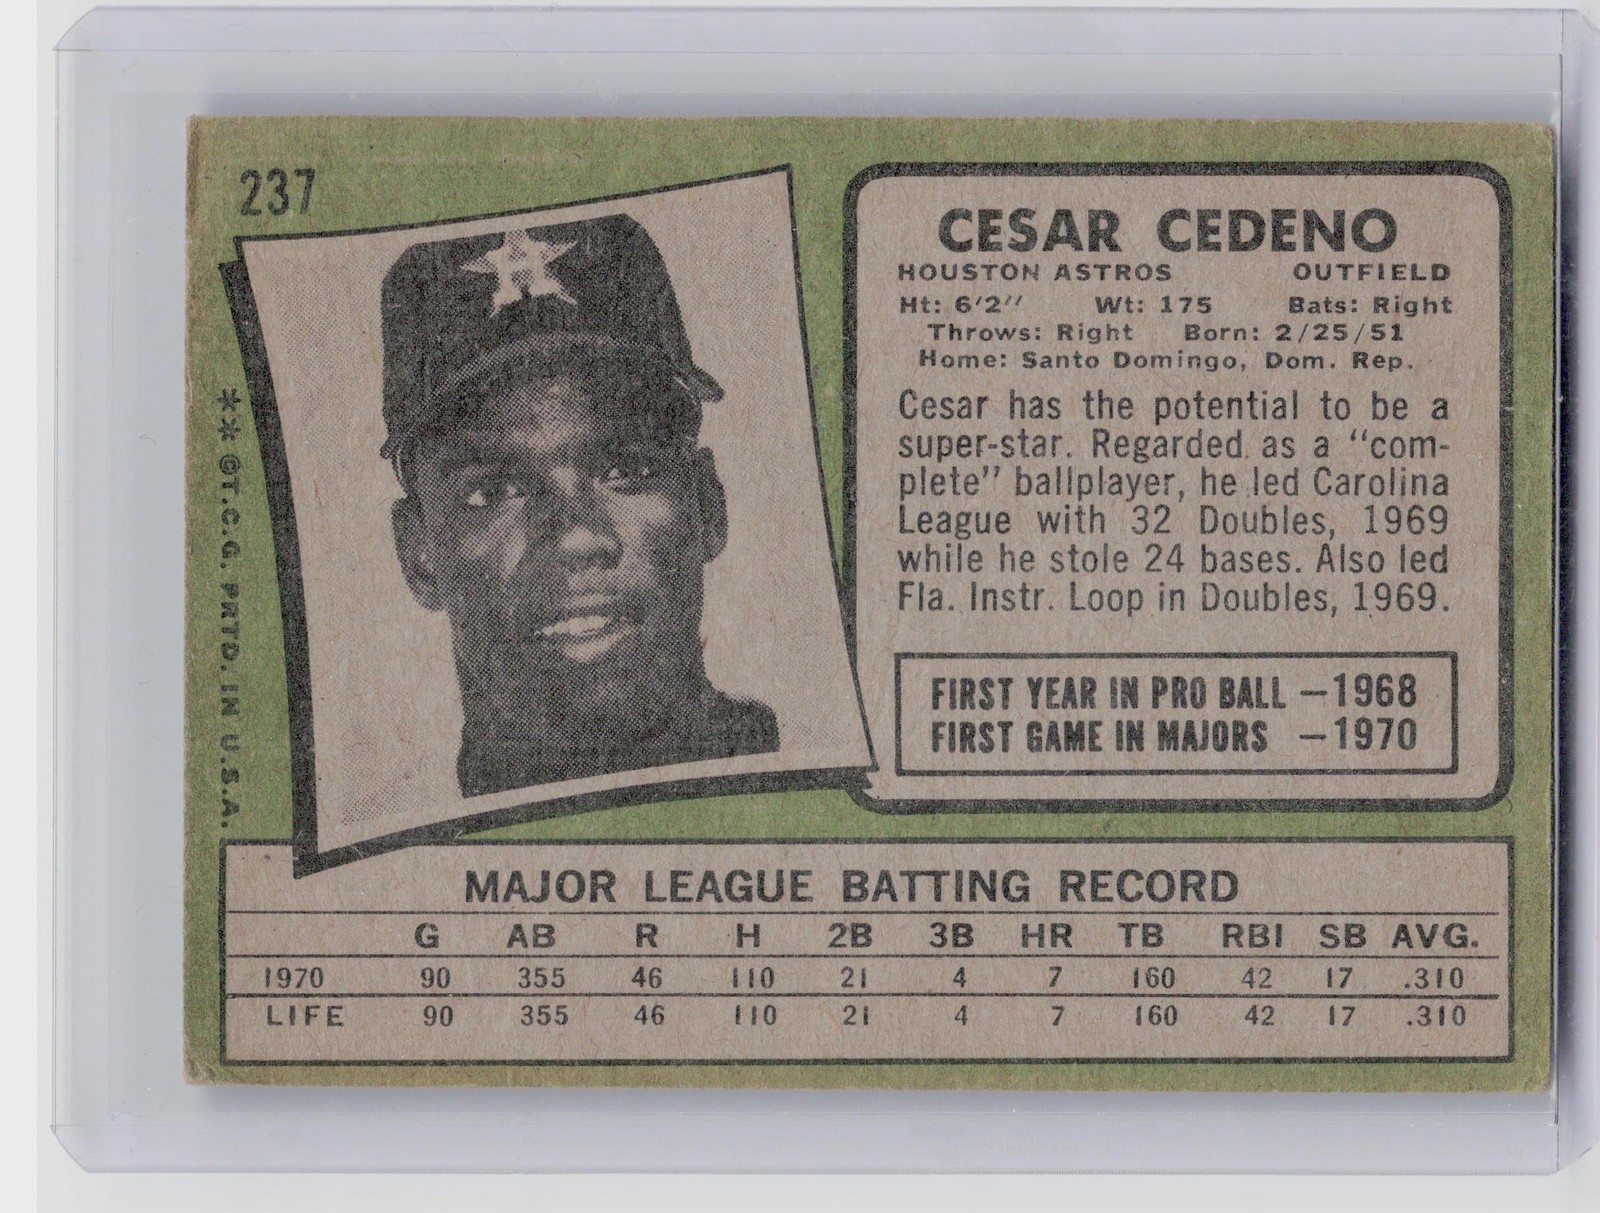 237
CESAR CEDENO
HOUSTON ASTROS OUTFIELD
Ht: 6'2" Wt: 175 Bats: Right
Throws: Right Born: 2/25/51
Home: Santo Domingo, Dom. Rep.
Cesar has the potential to be a
super-star. Regarded as a "com-
plete" ballplayer, he led Carolina
League with 32 Doubles, 1969
while he stole 24 bases. Also led
Fla. Instr. Loop in Doubles, 1969.
FIRST YEAR IN PRO BALL –1968
FIRST GAME IN MAJORS –1970
**©T.C.G. PRTD. IN U.S.A.
H
MAJOR LEAGUE BATTING RECORD
G AB R H 2B 3B HR TB RBI SB AVG.
1970 90 355 46 110 21 4 7 160 42 17 .310
LIFE 90 355 46 110 21 4 7 160 42 17 .310